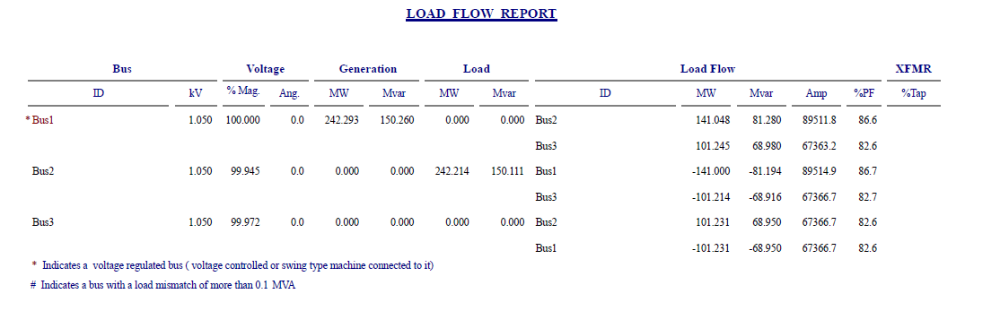 LOAD FLOW REPORT
Bus Voltage Generation Load Load Flow XFMR
ID kV % Mag. Ang. MW Mvar MW Mvar ID MW Mvar Amp %PF %Tap
* Bus1 1.050 100.000 0.0 242.293 150.260 0.000 0.000 Bus2 141.048 81.280 89511.8 86.6
Bus3 101.245 68.980 67363.2 82.6
Bus2 1.050 99.945 0.0 0.000 0.000 242.214 150.111 Bus1 -141.000 -81.194 89514.9 86.7
Bus3 -101.214 -68.916 67366.7 82.7
Bus3 1.050 99.972 0.0 0.000 0.000 0.000 0.000 Bus2 101.231 68.950 67366.7 82.6
Bus1 -101.231 -68.950 67366.7 82.6
* Indicates a voltage regulated bus ( voltage controlled or swing type machine connected to it)
# Indicates a bus with a load mismatch of more than 0.1 MVA